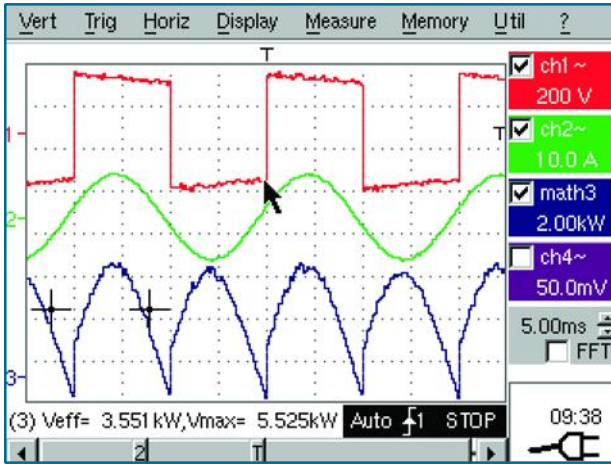 Vert Trig Horiz Display Measure Memory Util ?
T
ch1~
200 V
1
T
ch2~
10.0 A
2
math3
2.00kW
ch4~
50.0mV
5.00ms
FFT
3
(3) Veff= 3.551 kW,Vmax= 5.525kW Auto 1 STOP
09:38
2 T